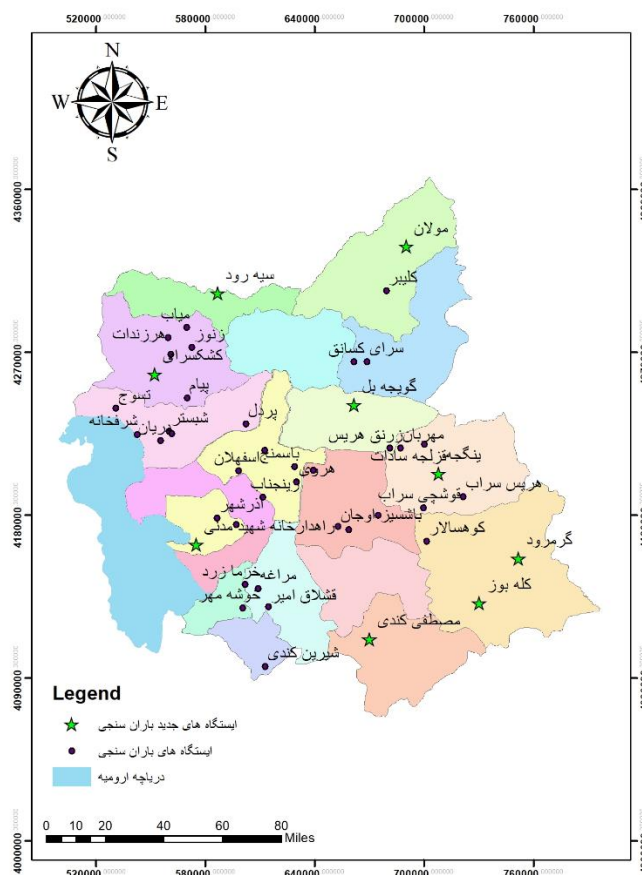 520000 580000 640000 700000 760000
N
W E
S
4360000
مولان
کلیبر
سیه رود
میاب
هرزندات
زنوز
کشکسرای
سرای کسانق
4270000
پیام
گویجه بل
تسوج
پردل
شبستر
شرفخانه
دریان
مهربان
زرنق هریس
ینگجه
قزلجه سادات
باسمنج
اسفهلان
هروی
وینجناب
هریس سراب
قوشچی سراب
4180000
آذرشهر
باشسیز اوجان
راهدارخانه شهید مدنی
کوهسالار
گرمرود
خرما زرد
مراغه
کله بوز
خوشه مهر
قشلاق امیر
مصطفی کندی
شیرین کندی
4090000
Legend
ایستگاه های جدید باران سنجی
ایستگاه های باران سنجی
دریاچه ارومیه
0 10 20 40 60 80
Miles
4000000
520000 580000 640000 700000 760000